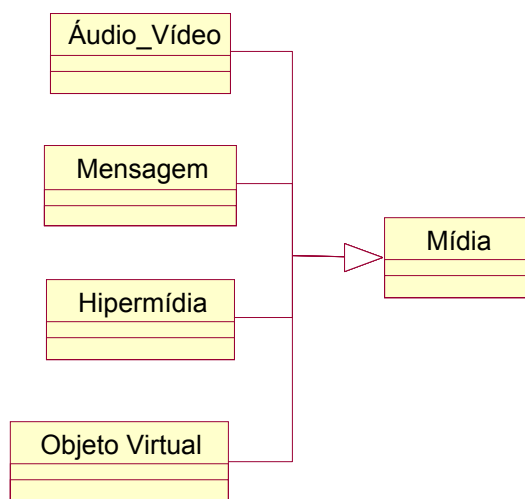 Áudio_Vídeo
Mensagem
Mídia
Hipermídia
Objeto Virtual